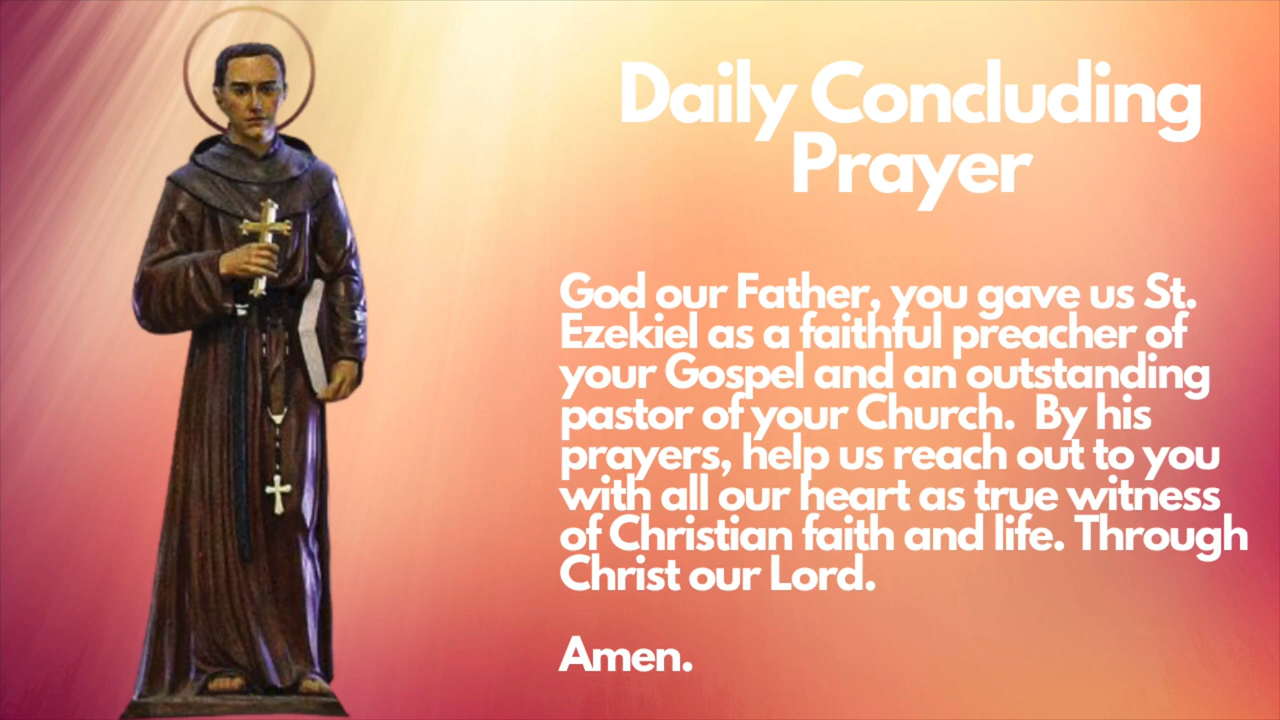 Daily Concluding
Prayer
God our Father, you gave us St.
Ezekiel as a faithful preacher of
your Gospel and an outstanding
pastor of your Church.  By his
prayers, help us reach out to you
with all our heart as true witness
of Christian faith and life. Through
Christ our Lord.
Amen.